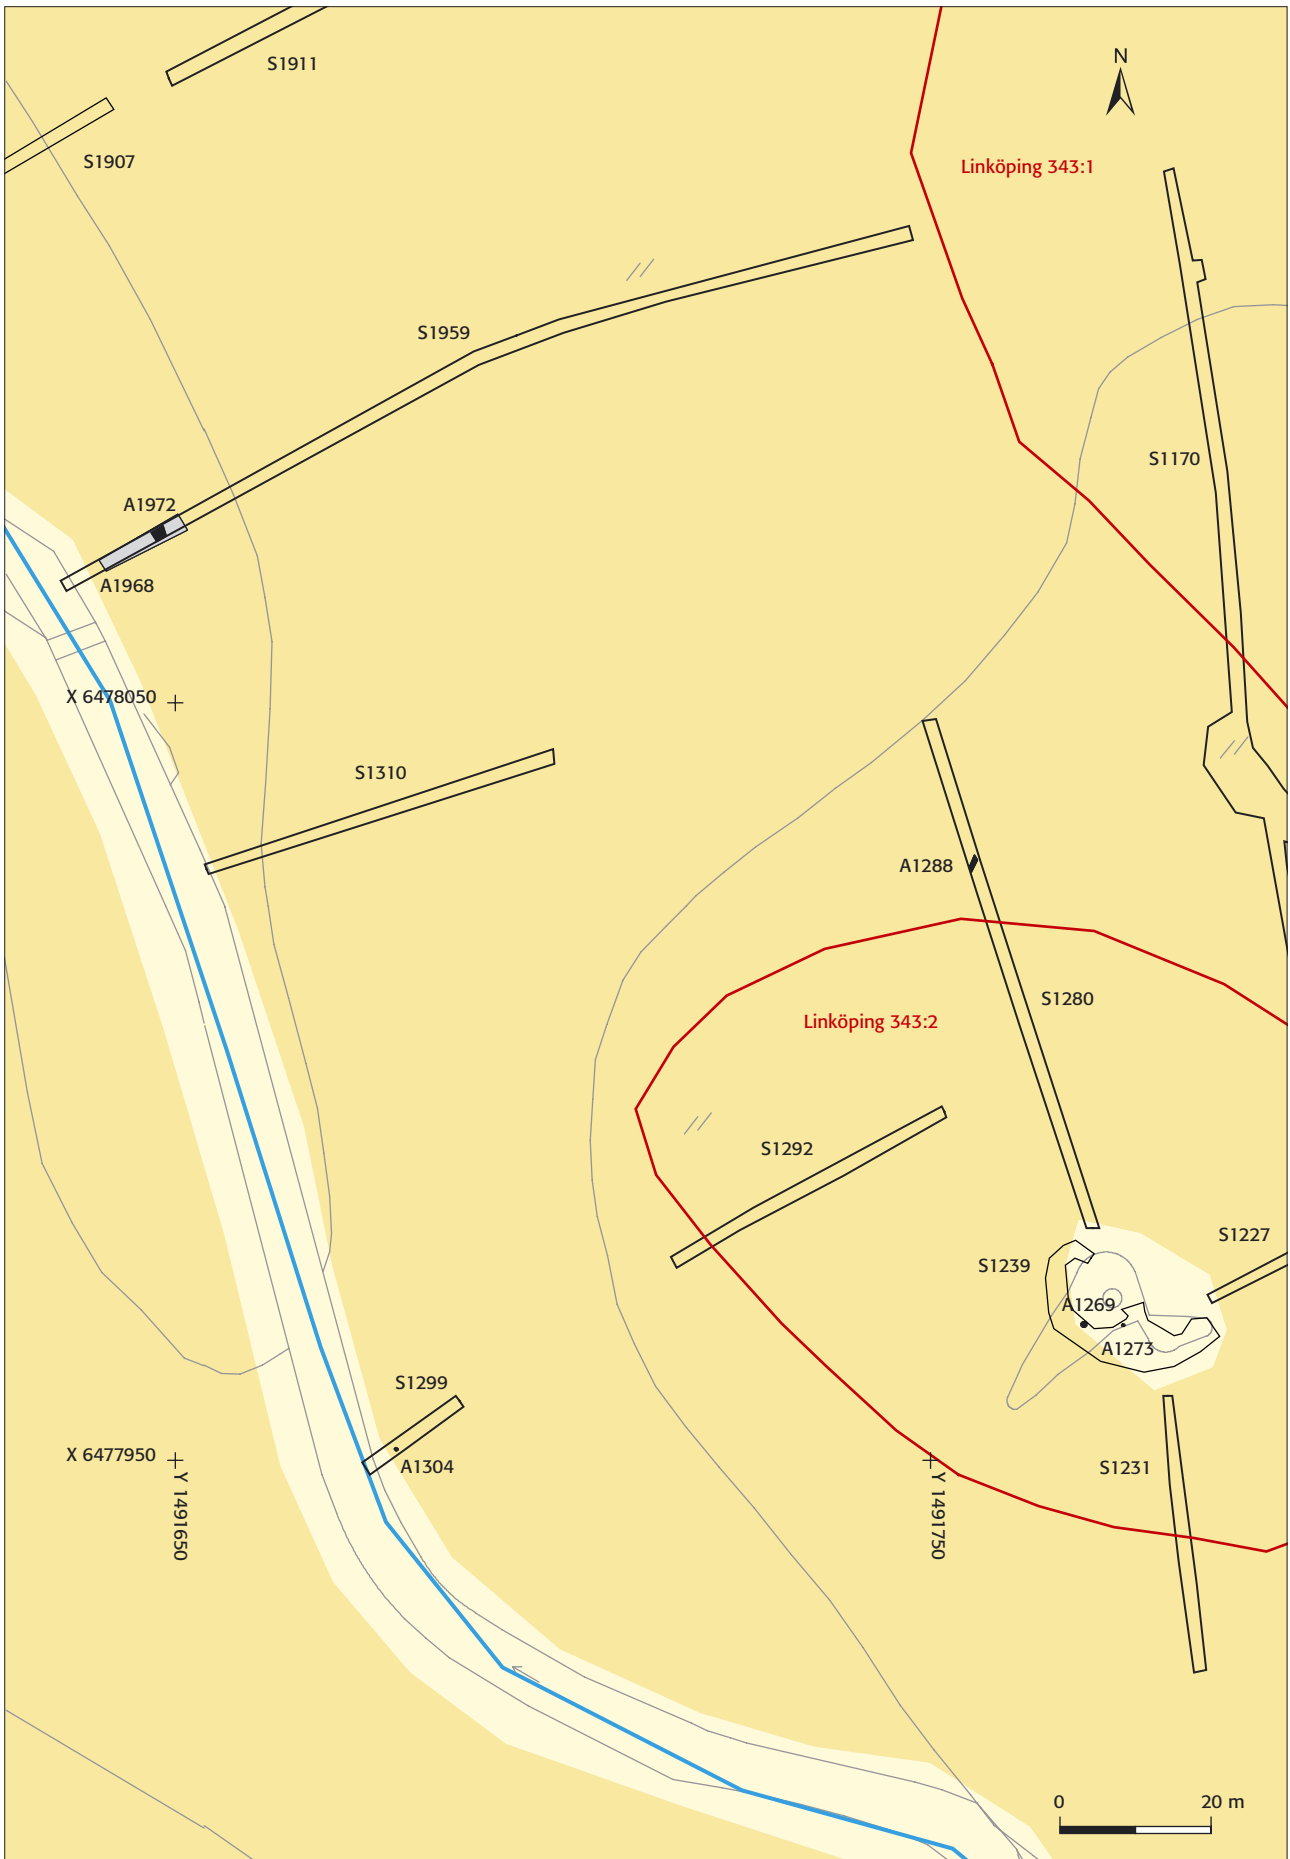 S1911
N
S1907
Linköping 343:1
S1959
S1170
A1972
A1968
X 6478050
S1310
A1288
S1280
Linköping 343:2
S1292
S1227
S1239
A1269
A1273
S1299
X 6477950
A1304
S1231
Y 1491650
Y 1491750
0 20 m